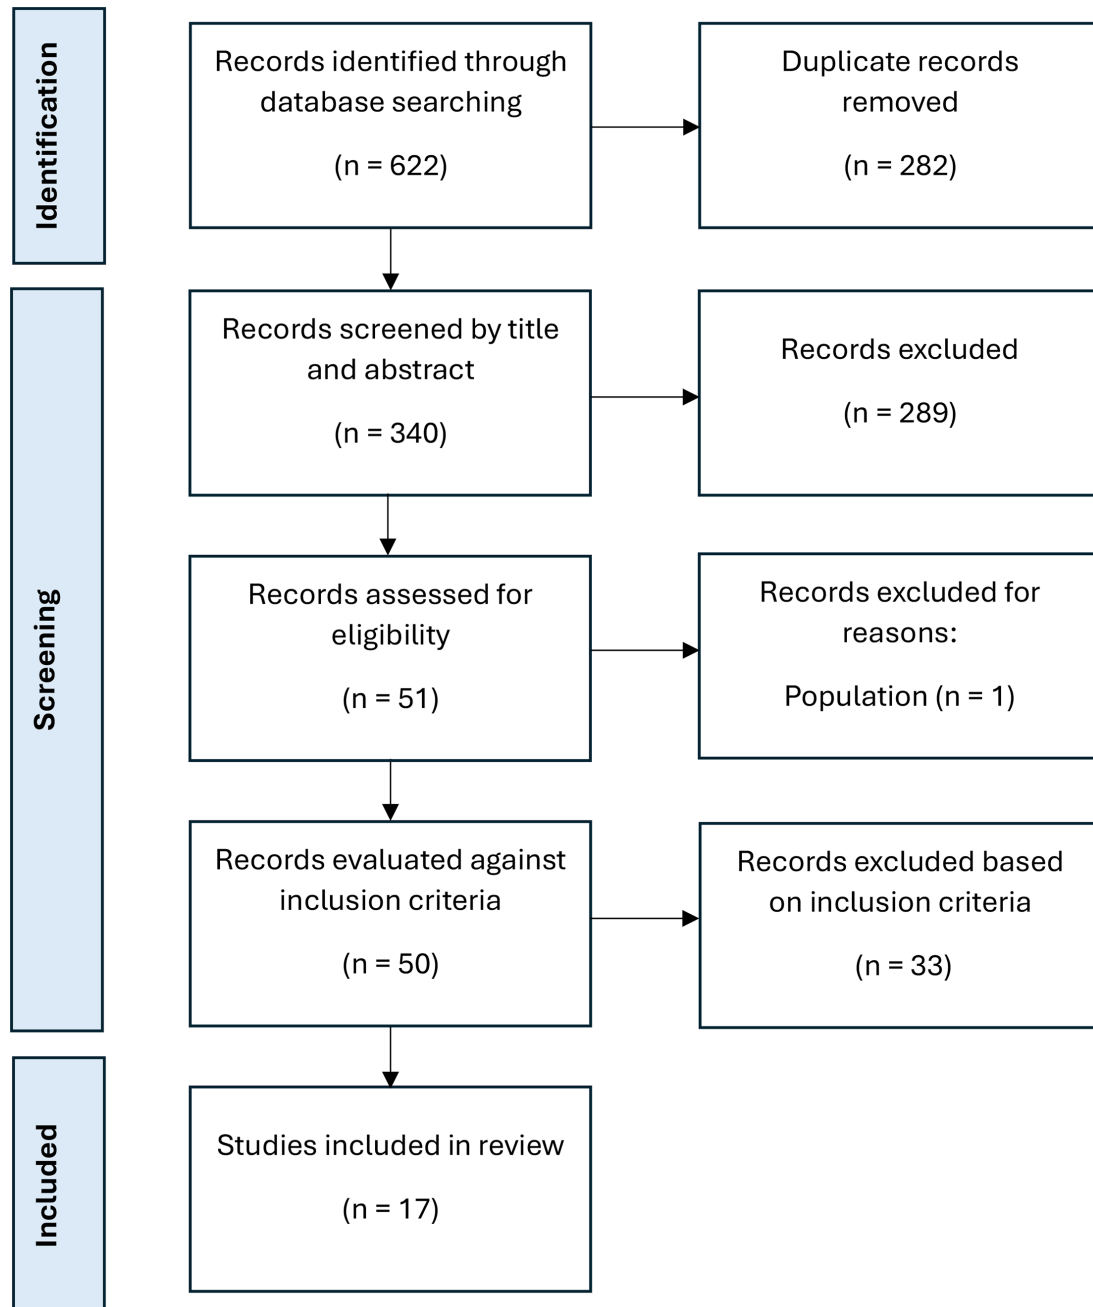 Identification
Records identified through
database searching
(n = 622)
Duplicate records
removed
(n = 282)
Screening
Records screened by title
and abstract
(n = 340)
Records excluded
(n = 289)
Records assessed for
eligibility
(n = 51)
Records excluded for
reasons:
Population (n = 1)
Records evaluated against
inclusion criteria
(n = 50)
Records excluded based
on inclusion criteria
(n = 33)
Included
Studies included in review
(n = 17)